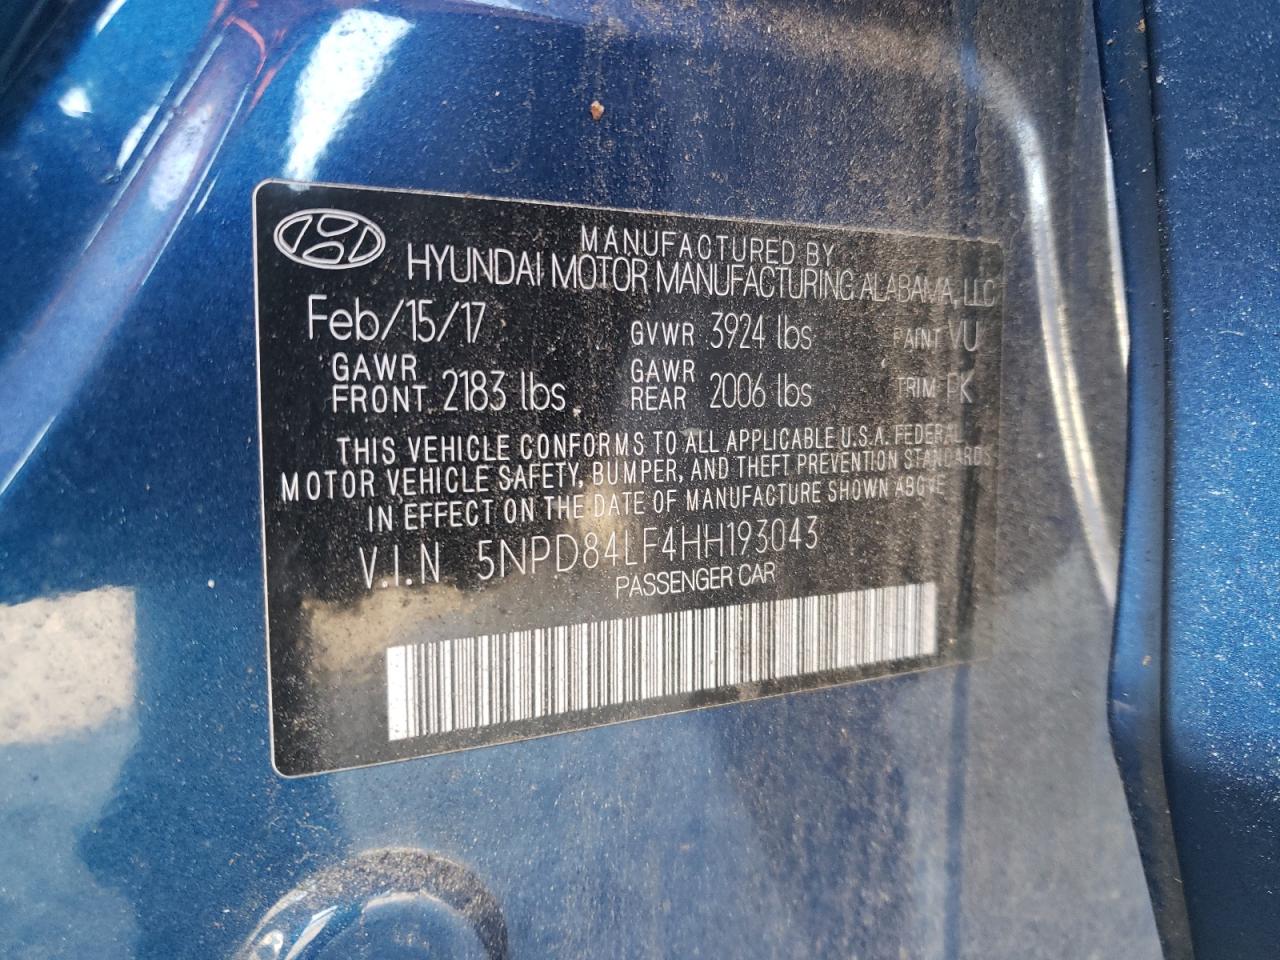 MANUFACTURED BY
HYUNDAI MOTOR MANUFACTURING ALABAMA, LLC
Feb/15/17 GVWR 3924 lbs PAINT VU
GAWR FRONT 2183 lbs GAWR REAR 2006 lbs TRIM PK
THIS VEHICLE CONFORMS TO ALL APPLICABLE U.S.A. FEDERAL
MOTOR VEHICLE SAFETY, BUMPER, AND THEFT PREVENTION STANDARDS
IN EFFECT ON THE DATE OF MANUFACTURE SHOWN ABOVE
V.I.N 5NPD84LF4HH193043
PASSENGER CAR